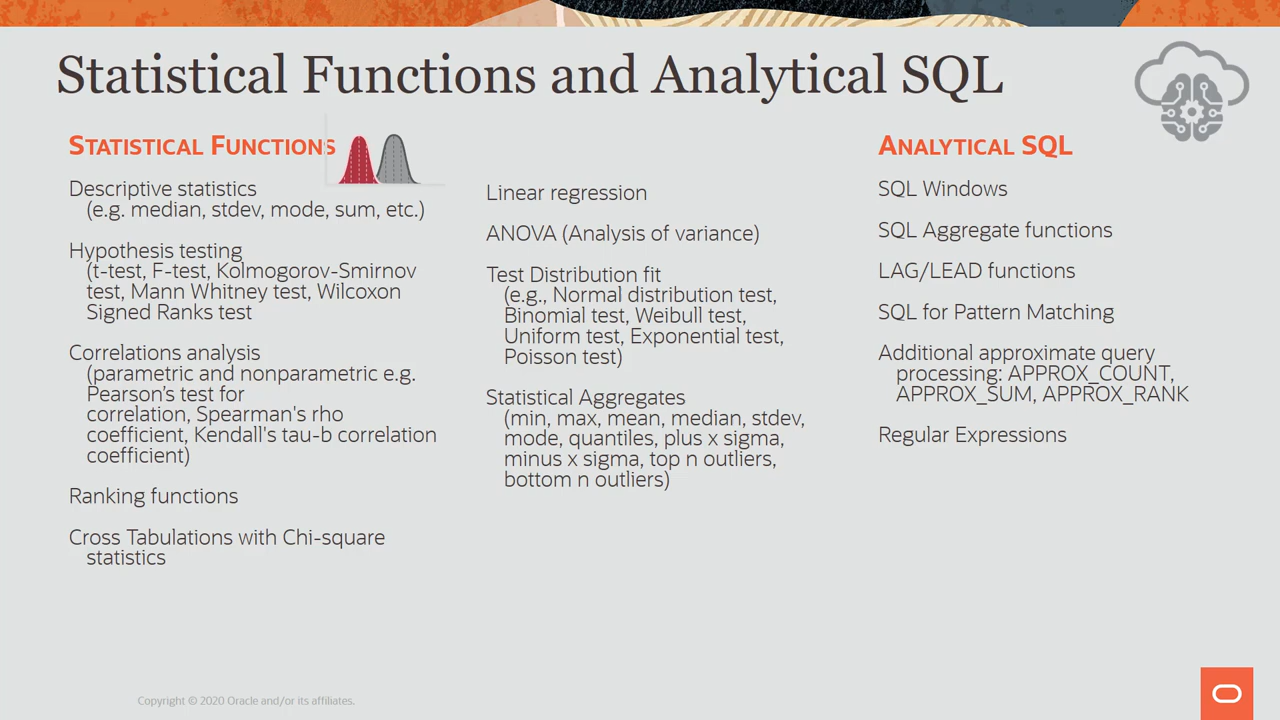 Statistical Functions and Analytical SQL
STATISTICAL FUNCTIONS
Descriptive statistics
(e.g. median, stdev, mode, sum, etc.)
Hypothesis testing
(t-test, F-test, Kolmogorov-Smirnov
test, Mann Whitney test, Wilcoxon
Signed Ranks test
Correlations analysis
(parametric and nonparametric e.g.
Pearson’s test for
correlation, Spearman's rho
coefficient, Kendall's tau-b correlation
coefficient)
Ranking functions
Cross Tabulations with Chi-square
statistics
Linear regression
ANOVA (Analysis of variance)
Test Distribution fit
(e.g., Normal distribution test,
Binomial test, Weibull test,
Uniform test, Exponential test,
Poisson test)
Statistical Aggregates
(min, max, mean, median, stdev,
mode, quantiles, plus x sigma,
minus x sigma, top n outliers,
bottom n outliers)
ANALYTICAL SQL
SQL Windows
SQL Aggregate functions
LAG/LEAD functions
SQL for Pattern Matching
Additional approximate query
processing: APPROX_COUNT,
APPROX_SUM, APPROX_RANK
Regular Expressions
Copyright © 2020 Oracle and/or its affiliates.